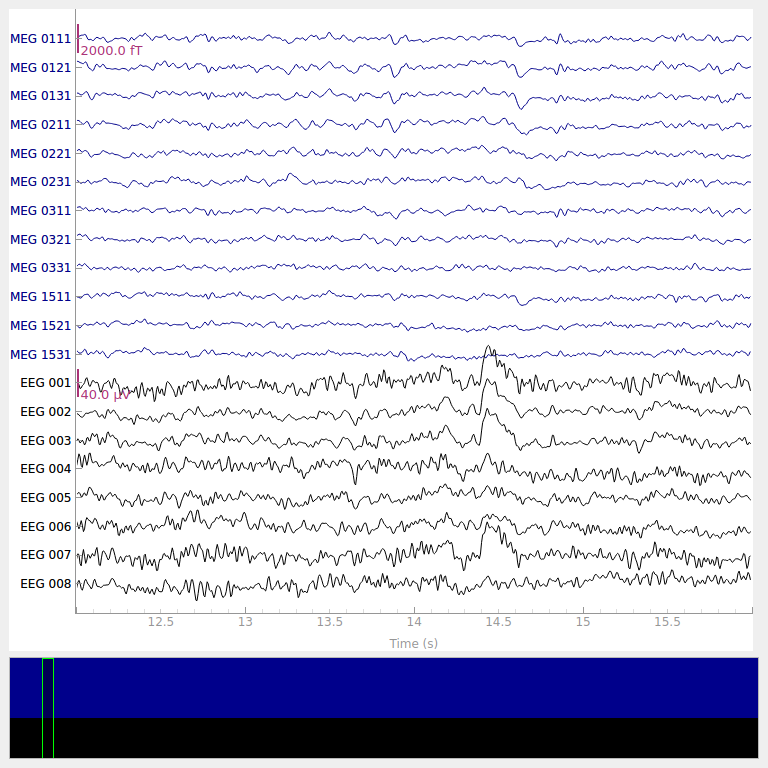 MEG 0111
2000.0 fT
MEG 0121
MEG 0131
MEG 0211
MEG 0221
MEG 0231
MEG 0311
MEG 0321
MEG 0331
MEG 1511
MEG 1521
MEG 1531
EEG 001
40.0 µV
EEG 002
EEG 003
EEG 004
EEG 005
EEG 006
EEG 007
EEG 008
12.5 13 13.5 14 14.5 15 15.5
Time (s)